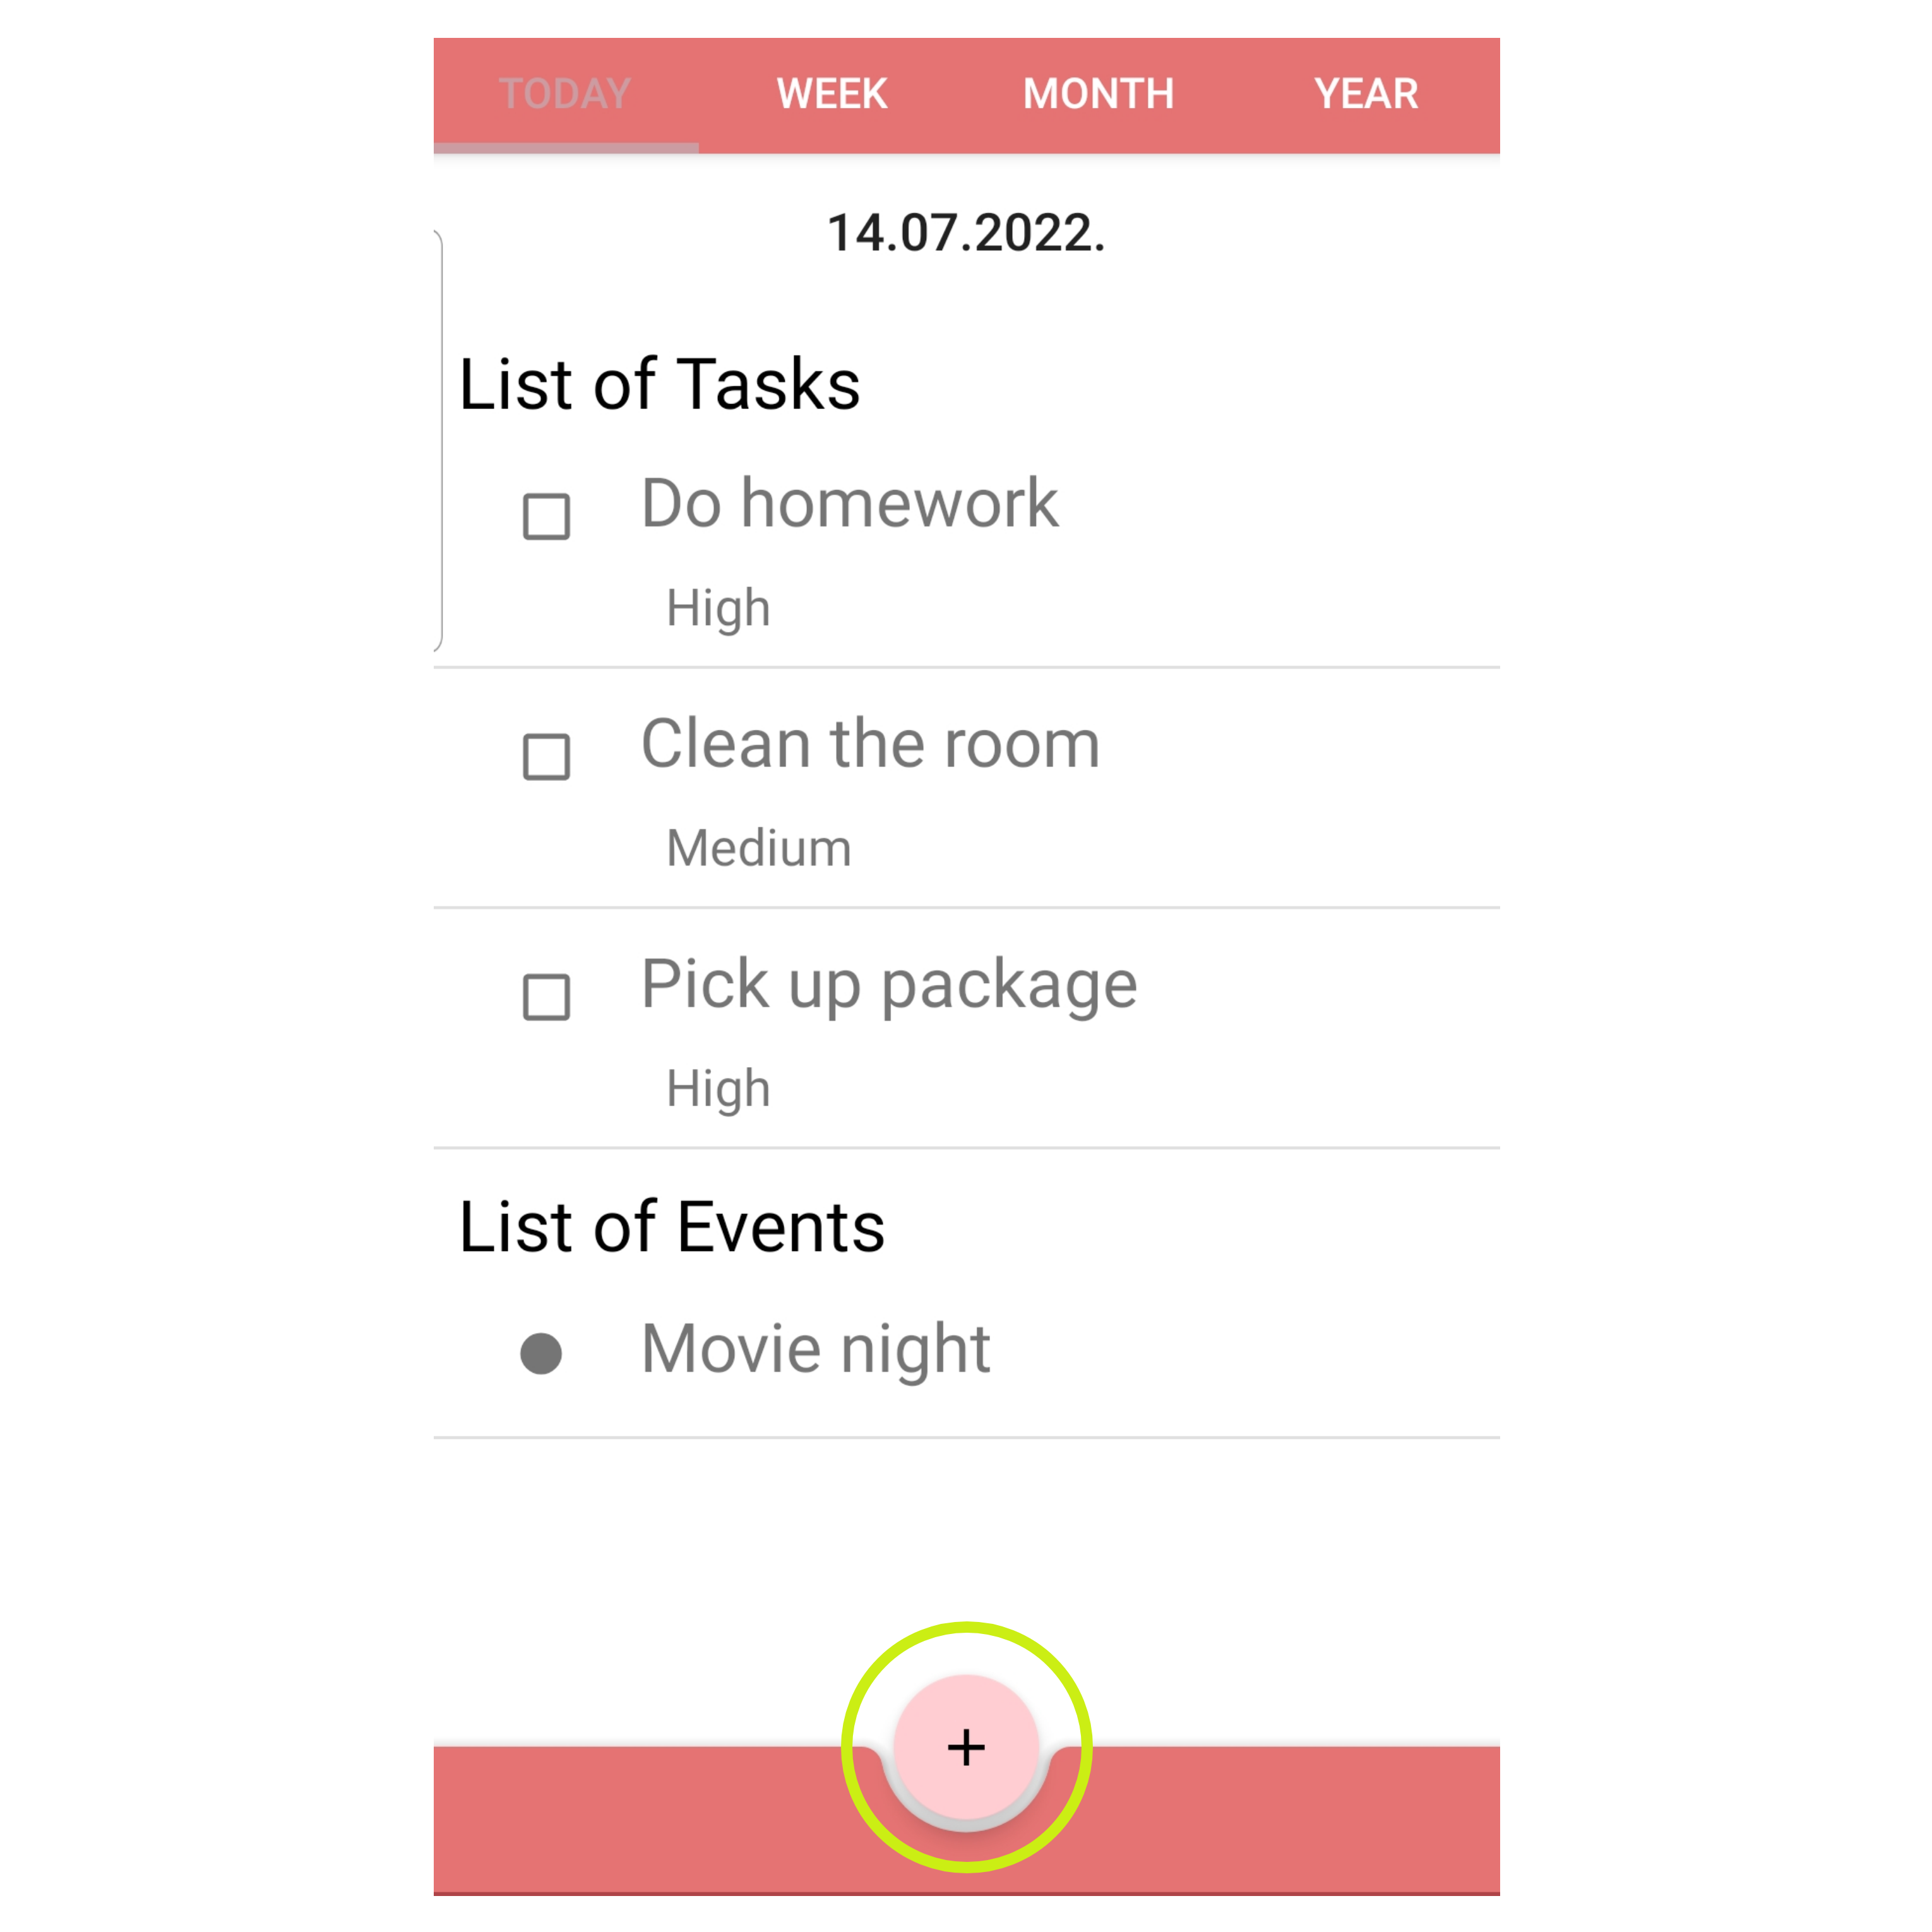 TODAY WEEK MONTH YEAR
14.07.2022.
List of Tasks
Do homework
High
Clean the room
Medium
Pick up package
High
List of Events
Movie night
+